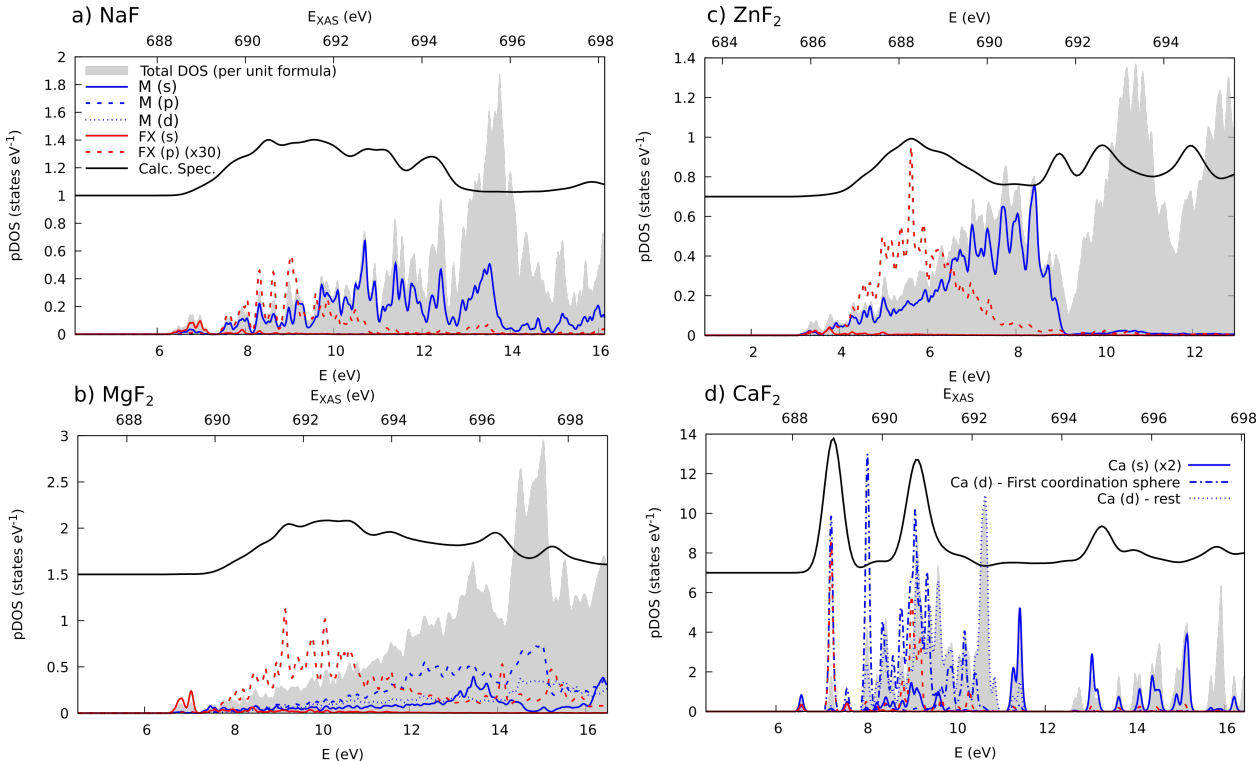 a) NaF
E_XAS (eV)
688 690 692 694 696 698
2
1.8
1.6
1.4
1.2
1
0.8
0.6
0.4
0.2
0
pDOS (states eV⁻¹)
Total DOS (per unit formula)
M (s)
M (p)
M (d)
FX (s)
FX (p) (x30)
Calc. Spec.
6 8 10 12 14 16
E (eV)
c) ZnF₂
E (eV)
684 686 688 690 692 694
1.4
1.2
1
0.8
0.6
0.4
0.2
0
pDOS (states eV⁻¹)
2 4 6 8 10 12
E (eV)
b) MgF₂
E_XAS (eV)
688 690 692 694 696 698
3
2.5
2
1.5
1
0.5
0
pDOS (states eV⁻¹)
6 8 10 12 14 16
E (eV)
d) CaF₂
E_XAS
688 690 692 694 696 698
14
12
10
8
6
4
2
0
pDOS (states eV⁻¹)
Ca (s) (x2)
Ca (d) - First coordination sphere
Ca (d) - rest
6 8 10 12 14 16
E (eV)